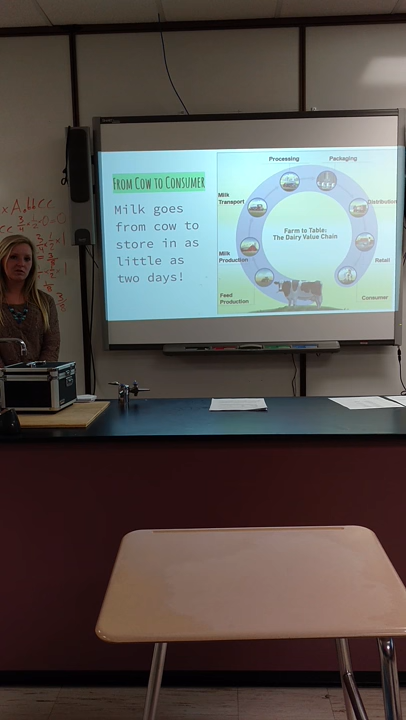 From Cow to Consumer
Milk goes
from cow to
store in as
little as
two days!
Processing
Packaging
Milk
Transport
Distribution
Farm to Table:
The Dairy Value Chain
Milk
Production
Retail
Feed
Production
Consumer